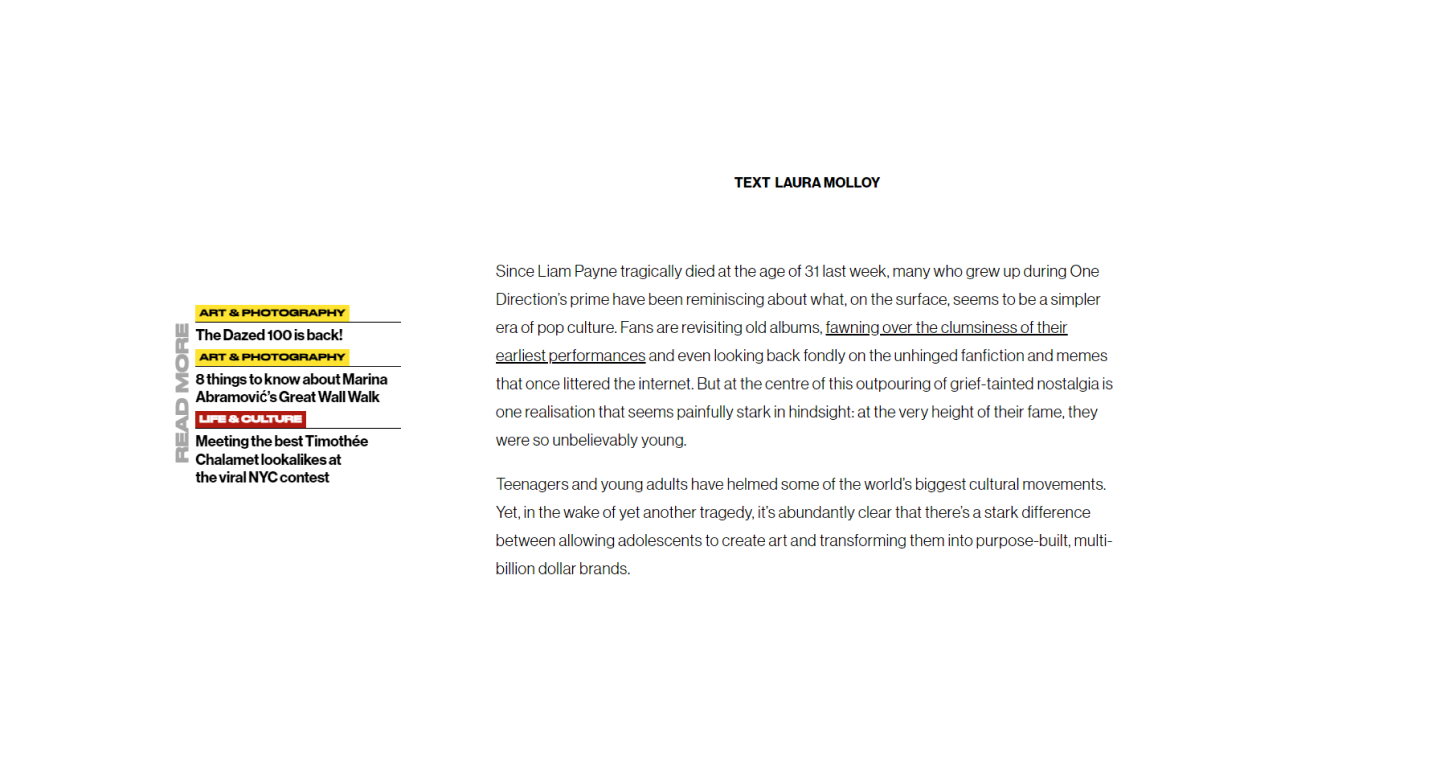 TEXT LAURA MOLLOY
READ MORE
ART & PHOTOGRAPHY
The Dazed 100 is back!
ART & PHOTOGRAPHY
8 things to know about Marina
Abramović’s Great Wall Walk
LIFE & CULTURE
Meeting the best Timothée
Chalamet lookalikes at
the viral NYC contest
Since Liam Payne tragically died at the age of 31 last week, many who grew up during One
Direction’s prime have been reminiscing about what, on the surface, seems to be a simpler
era of pop culture. Fans are revisiting old albums, fawning over the clumsiness of their
earliest performances and even looking back fondly on the unhinged fanfiction and memes
that once littered the internet. But at the centre of this outpouring of grief-tainted nostalgia is
one realisation that seems painfully stark in hindsight: at the very height of their fame, they
were so unbelievably young.
Teenagers and young adults have helmed some of the world’s biggest cultural movements.
Yet, in the wake of yet another tragedy, it’s abundantly clear that there’s a stark difference
between allowing adolescents to create art and transforming them into purpose-built, multi-
billion dollar brands.